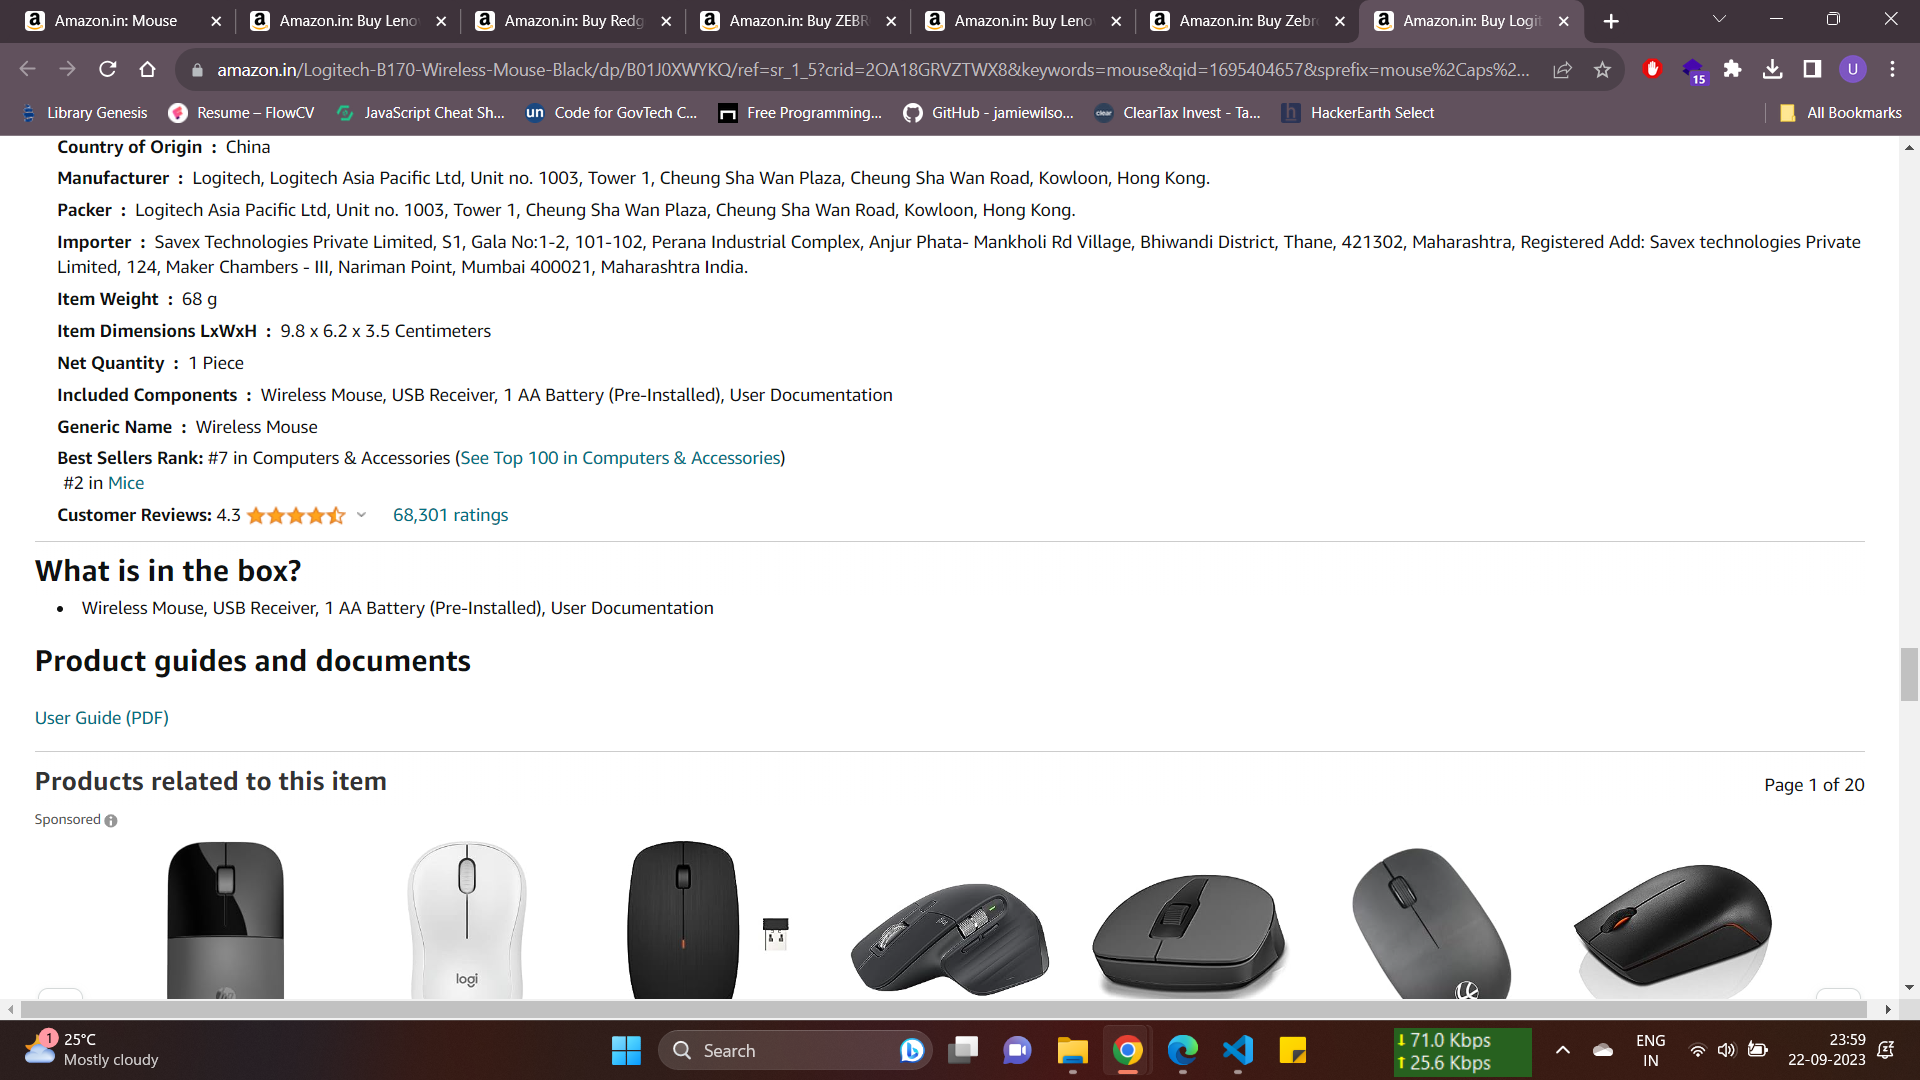 Amazon.in: Mouse
Amazon.in: Buy Leno
Amazon.in: Buy Redg
Amazon.in: Buy ZEBR
Amazon.in: Buy Leno
Amazon.in: Buy Zebr
Amazon.in: Buy Logit
amazon.in/Logitech-B170-Wireless-Mouse-Black/dp/B01J0XWYKQ/ref=sr_1_5?crid=2OA18GRVZTWX8&keywords=mouse&qid=1695404657&sprefix=mouse%2Caps%2...
15
U
Library Genesis
Resume – FlowCV
JavaScript Cheat Sh...
un
Code for GovTech C...
Free Programming...
GitHub - jamiewilso...
clear
ClearTax Invest - Ta...
h
HackerEarth Select
All Bookmarks
Country of Origin : China
Manufacturer : Logitech, Logitech Asia Pacific Ltd, Unit no. 1003, Tower 1, Cheung Sha Wan Plaza, Cheung Sha Wan Road, Kowloon, Hong Kong.
Packer : Logitech Asia Pacific Ltd, Unit no. 1003, Tower 1, Cheung Sha Wan Plaza, Cheung Sha Wan Road, Kowloon, Hong Kong.
Importer : Savex Technologies Private Limited, S1, Gala No:1-2, 101-102, Perana Industrial Complex, Anjur Phata- Mankholi Rd Village, Bhiwandi District, Thane, 421302, Maharashtra, Registered Add: Savex technologies Private
Limited, 124, Maker Chambers - III, Nariman Point, Mumbai 400021, Maharashtra India.
Item Weight : 68 g
Item Dimensions LxWxH : 9.8 x 6.2 x 3.5 Centimeters
Net Quantity : 1 Piece
Included Components : Wireless Mouse, USB Receiver, 1 AA Battery (Pre-Installed), User Documentation
Generic Name : Wireless Mouse
Best Sellers Rank: #7 in Computers & Accessories (See Top 100 in Computers & Accessories)
#2 in Mice
Customer Reviews: 4.3 68,301 ratings
What is in the box?
• Wireless Mouse, USB Receiver, 1 AA Battery (Pre-Installed), User Documentation
Product guides and documents
User Guide (PDF)
Products related to this item
Page 1 of 20
Sponsored
logi
1
25°C
Mostly cloudy
Search
71.0 Kbps
25.6 Kbps
ENG
IN
23:59
22-09-2023